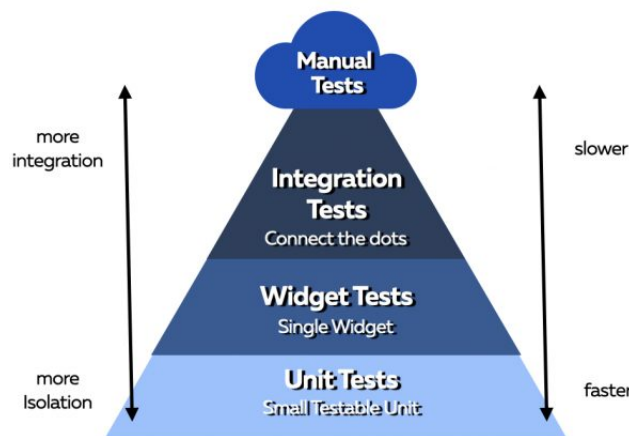 Manual
Tests
more
integration
slower
Integration
Tests
Connect the dots
Widget Tests
Single Widget
more
Isolation
Unit Tests
Small Testable Unit
faster